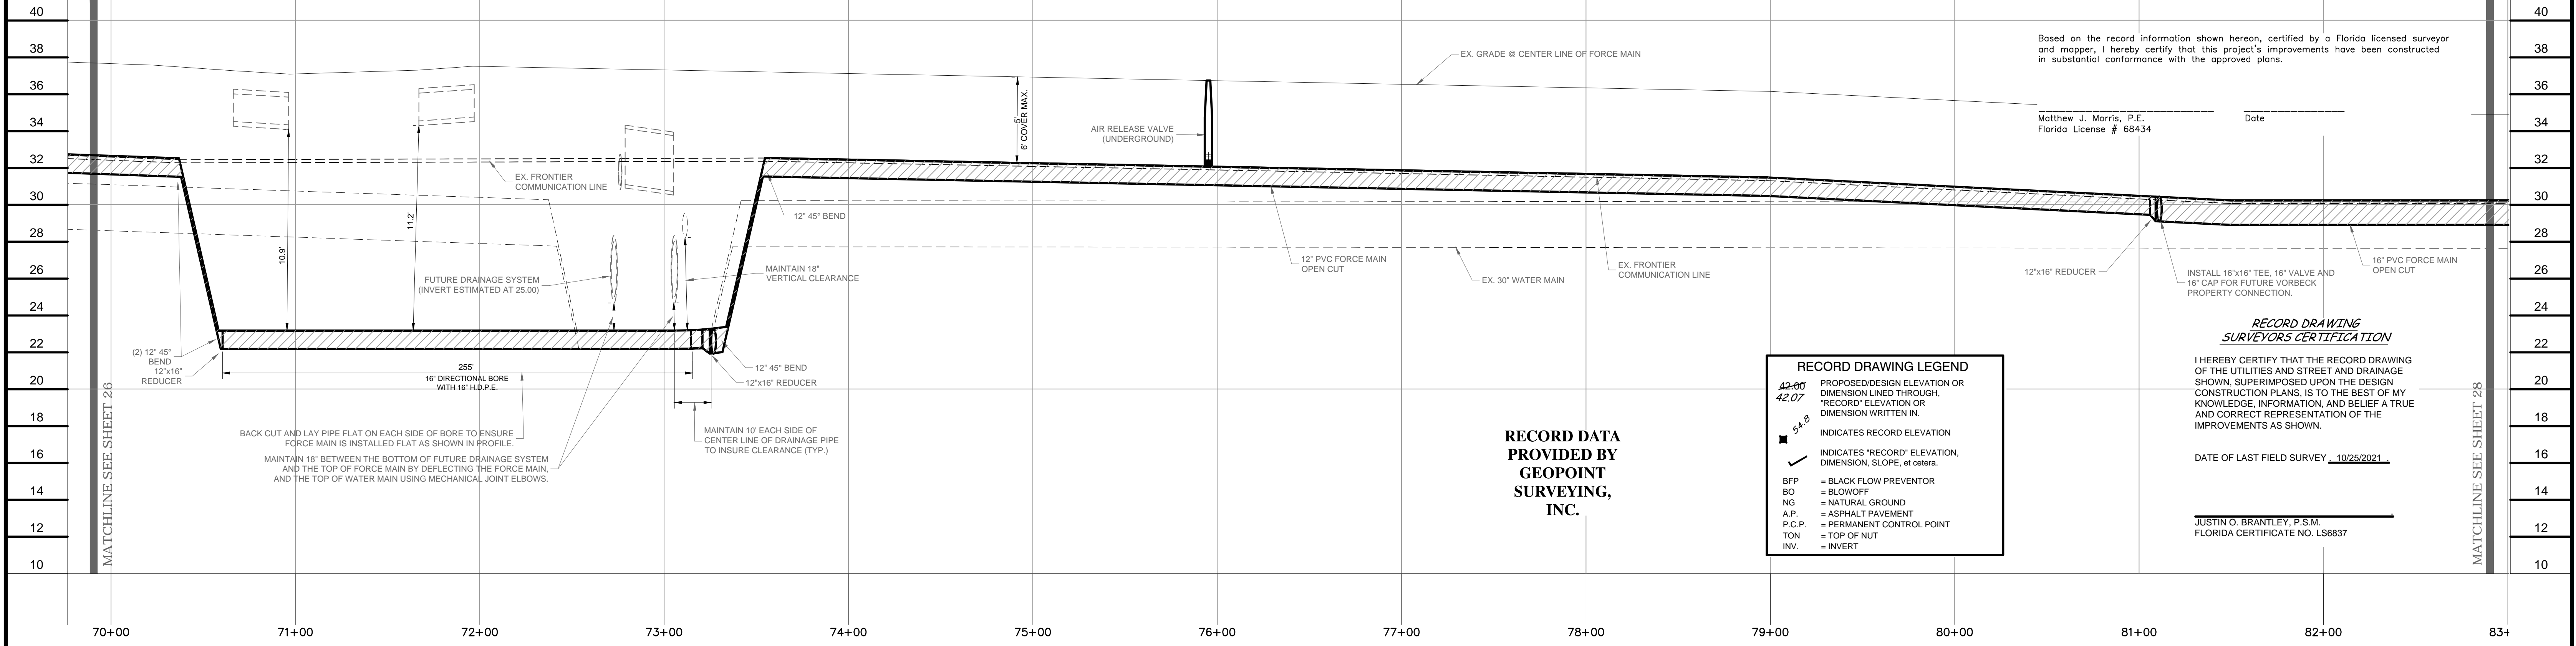 40
38
36
34
32
30
28
26
24
22
20
18
16
14
12
10
MATCHLINE SEE SHEET 26
EX. FRONTIER
COMMUNICATION LINE
10.9'
11.2'
FUTURE DRAINAGE SYSTEM
(INVERT ESTIMATED AT 25.00)
MAINTAIN 18"
VERTICAL CLEARANCE
12" 45° BEND
(2) 12" 45°
BEND
12"x16"
REDUCER
255'
16" DIRECTIONAL BORE
WITH 16" H.D.P.E.
12" 45° BEND
12"x16" REDUCER
BACK CUT AND LAY PIPE FLAT ON EACH SIDE OF BORE TO ENSURE
FORCE MAIN IS INSTALLED FLAT AS SHOWN IN PROFILE.
MAINTAIN 18" BETWEEN THE BOTTOM OF FUTURE DRAINAGE SYSTEM
AND THE TOP OF FORCE MAIN BY DEFLECTING THE FORCE MAIN,
AND THE TOP OF WATER MAIN USING MECHANICAL JOINT ELBOWS.
MAINTAIN 10' EACH SIDE OF
CENTER LINE OF DRAINAGE PIPE
TO INSURE CLEARANCE (TYP.)
5'
6' COVER MAX.
AIR RELEASE VALVE
(UNDERGROUND)
EX. GRADE @ CENTER LINE OF FORCE MAIN
12" PVC FORCE MAIN
OPEN CUT
EX. 30" WATER MAIN
EX. FRONTIER
COMMUNICATION LINE
12"x16" REDUCER
INSTALL 16"x16" TEE, 16" VALVE AND
16" CAP FOR FUTURE VORBECK
PROPERTY CONNECTION.
16" PVC FORCE MAIN
OPEN CUT
Based on the record information shown hereon, certified by a Florida licensed surveyor
and mapper, I hereby certify that this project's improvements have been constructed
in substantial conformance with the approved plans.
Matthew J. Morris, P.E.
Florida License # 68434
Date
RECORD DATA
PROVIDED BY
GEOPOINT
SURVEYING,
INC.
RECORD DRAWING LEGEND
42.00
42.07
PROPOSED/DESIGN ELEVATION OR
DIMENSION LINED THROUGH,
"RECORD" ELEVATION OR
DIMENSION WRITTEN IN.
54.8
INDICATES RECORD ELEVATION
INDICATES "RECORD" ELEVATION,
DIMENSION, SLOPE, et cetera.
BFP = BLACK FLOW PREVENTOR
BO = BLOWOFF
NG = NATURAL GROUND
A.P. = ASPHALT PAVEMENT
P.C.P. = PERMANENT CONTROL POINT
TON = TOP OF NUT
INV. = INVERT
RECORD DRAWING
SURVEYORS CERTIFICATION
I HEREBY CERTIFY THAT THE RECORD DRAWING
OF THE UTILITIES AND STREET AND DRAINAGE
SHOWN, SUPERIMPOSED UPON THE DESIGN
CONSTRUCTION PLANS, IS TO THE BEST OF MY
KNOWLEDGE, INFORMATION, AND BELIEF A TRUE
AND CORRECT REPRESENTATION OF THE
IMPROVEMENTS AS SHOWN.
DATE OF LAST FIELD SURVEY 10/25/2021
JUSTIN O. BRANTLEY, P.S.M.
FLORIDA CERTIFICATE NO. LS6837
MATCHLINE SEE SHEET 28
40
38
36
34
32
30
28
26
24
22
20
18
16
14
12
10
70+00 71+00 72+00 73+00 74+00 75+00 76+00 77+00 78+00 79+00 80+00 81+00 82+00 83+